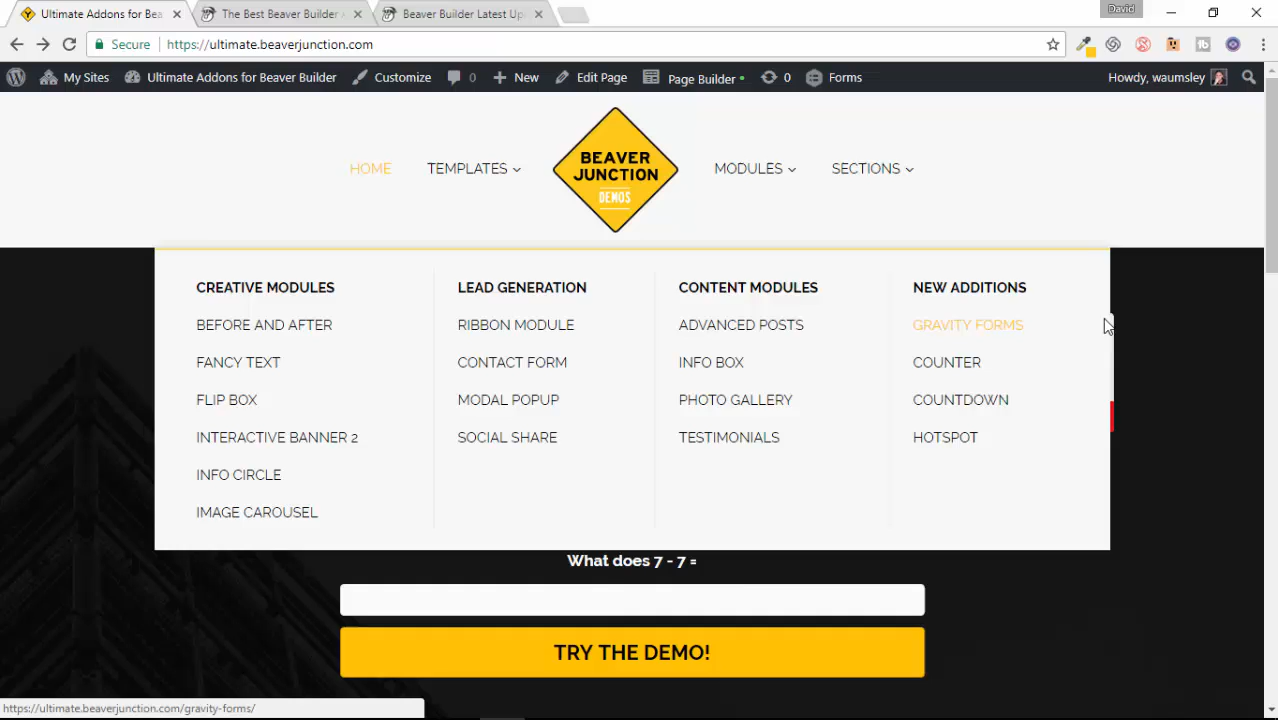 Ultimate Addons for Bea
The Best Beaver Builder
Beaver Builder Latest Up
David
Secure
https://ultimate.beaverjunction.com
My Sites
Ultimate Addons for Beaver Builder
Customize
0
New
Edit Page
Page Builder
0
Forms
Howdy, waumsley
HOME
TEMPLATES
BEAVER
JUNCTION
DEMOS
MODULES
SECTIONS
CREATIVE MODULES
BEFORE AND AFTER
FANCY TEXT
FLIP BOX
INTERACTIVE BANNER 2
INFO CIRCLE
IMAGE CAROUSEL
LEAD GENERATION
RIBBON MODULE
CONTACT FORM
MODAL POPUP
SOCIAL SHARE
CONTENT MODULES
ADVANCED POSTS
INFO BOX
PHOTO GALLERY
TESTIMONIALS
NEW ADDITIONS
GRAVITY FORMS
COUNTER
COUNTDOWN
HOTSPOT
What does 7 - 7 =
TRY THE DEMO!
https://ultimate.beaverjunction.com/gravity-forms/